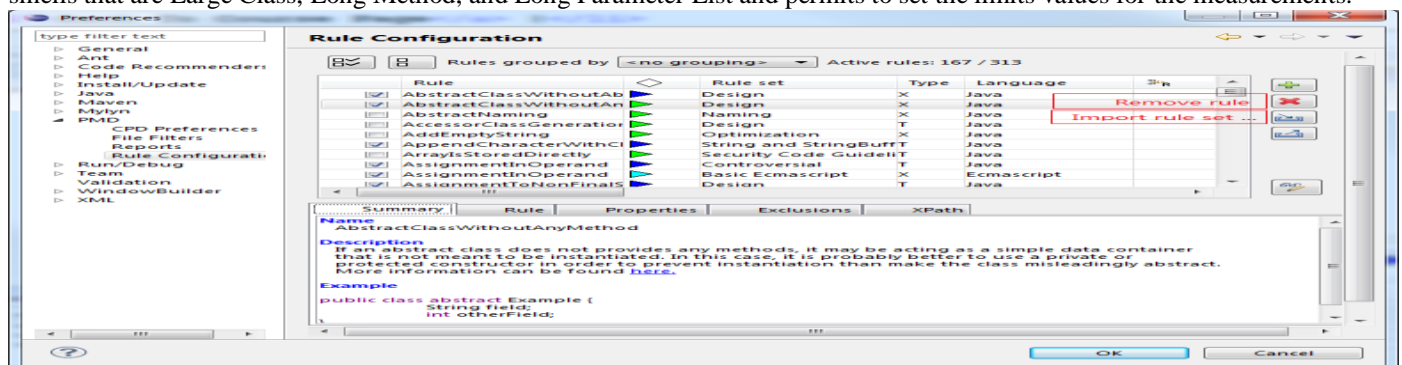 smells that are Large Class, Long Method, and Long Parameter List and permits to set the limits values for the measurements.
Preferences
type filter text
General
Ant
Code Recommenders
Help
Install/Update
Java
Maven
Mylyn
PMD
CPD Preferences
File Filters
Reports
Rule Configurati
Run/Debug
Team
Validation
WindowBuilder
XML
Rule Configuration
Rules grouped by <no grouping> Active rules: 167 / 313
Rule Rule set Type Language
AbstractClassWithoutAb Design X Java
AbstractClassWithoutAn Design X Java
AbstractNaming Naming X Java
AccessorClassGeneration Design T Java
AddEmptyString Optimization X Java
AppendCharacterWithCl String and StringBuff T Java
ArrayIsStoredDirectly Security Code Guideli T Java
AssignmentInOperand Controversial T Java
AssignmentInOperand Basic Ecmascript X Ecmascript
AssignmentToNonFinalS Design T Java
Remove rule
Import rule set ...
Summary Rule Properties Exclusions XPath
Name
AbstractClassWithoutAnyMethod
Description
If an abstract class does not provides any methods, it may be acting as a simple data container
that is not meant to be instantiated. In this case, it is probably better to use a private or
protected constructor in order to prevent instantiation than make the class misleadingly abstract.
More information can be found here.
Example
public class abstract Example {
String field;
int otherField;
}
OK Cancel